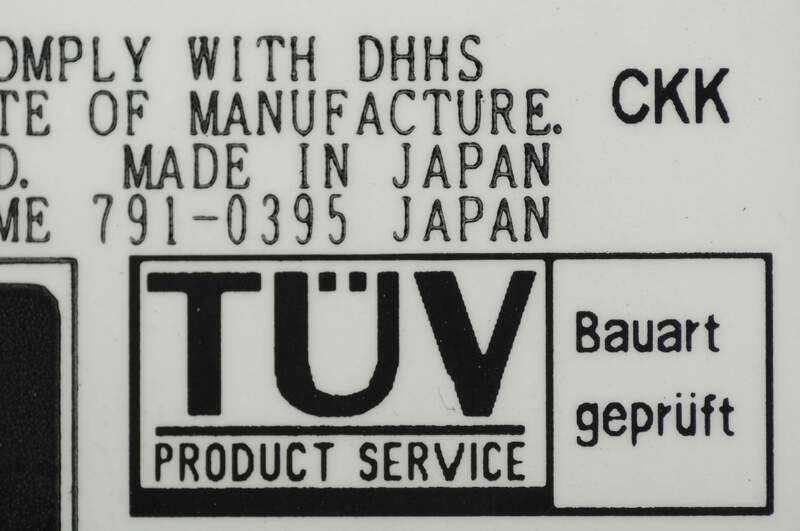 OMPLY WITH DHHS
TE OF MANUFACTURE.
D. MADE IN JAPAN
ME 791-0395 JAPAN
CKK
TÜV
PRODUCT SERVICE
Bauart
geprüft